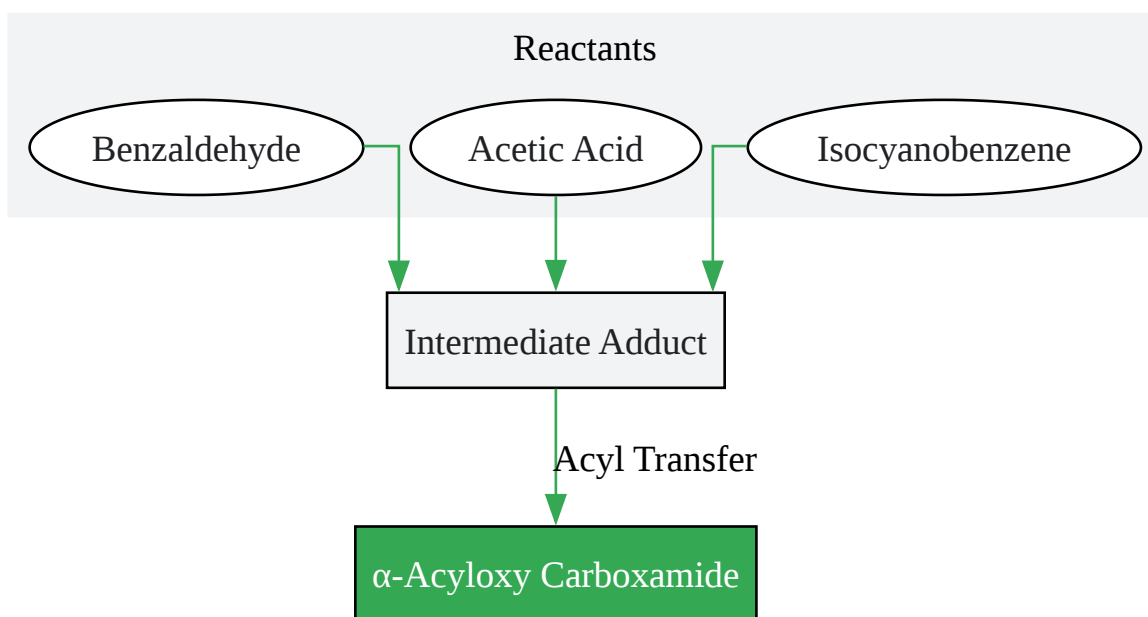 Reactants
Benzaldehyde
Acetic Acid
Isocyanobenzene
Intermediate Adduct
Acyl Transfer
α-Acyloxy Carboxamide